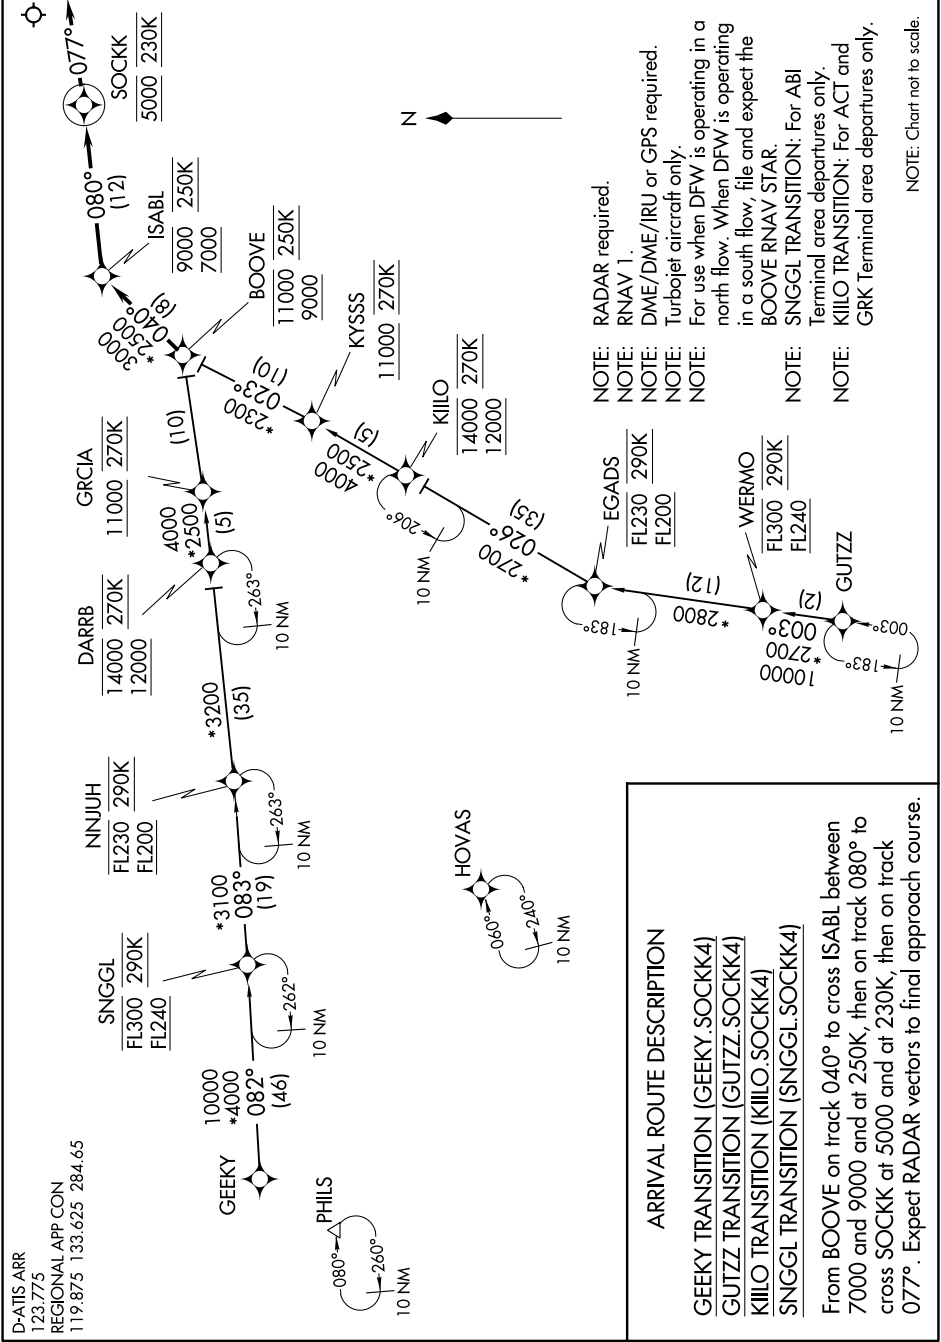 D-ATIS ARR
123.775
REGIONAL APP CON
119.875 133.625 284.65
GEEKY
10000
*4000
082°
(46)
SNGGL
FL300 290K
FL240
262°
10 NM
*3100
083°
(19)
NNJUH
FL230 290K
FL200
263°
10 NM
*3200
(35)
DARRB
14000 270K
12000
263°
10 NM
4000
*2500
(5)
GRCIA
11000 270K
(10)
BOOVE
11000 250K
9000
3000
*2500
040°
(8)
ISABL
9000 250K
7000
080°
(12)
SOCKK
5000 230K
077°
PHILS
080°
260°
10 NM
HOVAS
060°
240°
10 NM
GUTZZ
003°
183°
10 NM
10000
*2700
003°
(2)
WERMO
FL300 290K
FL240
*2800
(12)
EGADS
FL230 290K
FL200
183°
10 NM
*2700
026°
(35)
KIILO
14000 270K
12000
206°
10 NM
4000
*2500
(5)
KYSSS
11000 270K
*2300
023°
(10)
N
NOTE: RADAR required.
NOTE: RNAV 1.
NOTE: DME/DME/IRU or GPS required.
NOTE: Turbojet aircraft only.
NOTE: For use when DFW is operating in a
north flow. When DFW is operating
in a south flow, file and expect the
BOOVE RNAV STAR.
NOTE: SNGGL TRANSITION: For ABI
Terminal area departures only.
NOTE: KIILO TRANSITION: For ACT and
GRK Terminal area departures only.
NOTE: Chart not to scale.
ARRIVAL ROUTE DESCRIPTION
GEEKY TRANSITION (GEEKY.SOCKK4)
GUTZZ TRANSITION (GUTZZ.SOCKK4)
KIILO TRANSITION (KIILO.SOCKK4)
SNGGL TRANSITION (SNGGL.SOCKK4)
From BOOVE on track 040° to cross ISABL between
7000 and 9000 and at 250K, then on track 080° to
cross SOCKK at 5000 and at 230K, then on track
077°. Expect RADAR vectors to final approach course.